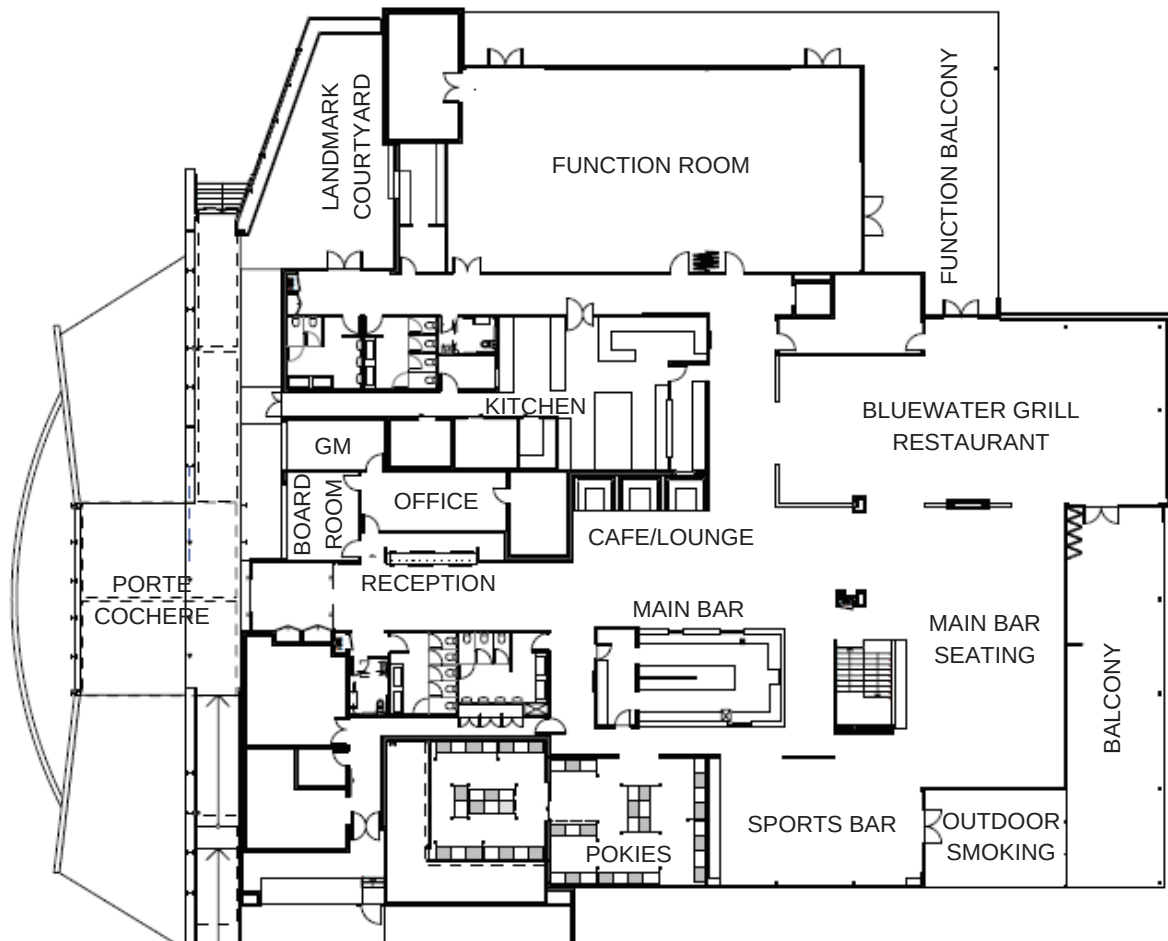 LANDMARK
COURTYARD
FUNCTION ROOM
FUNCTION BALCONY
KITCHEN
BLUEWATER GRILL
RESTAURANT
GM
BOARD
ROOM
OFFICE
CAFE/LOUNGE
PORTE
COCHERE
RECEPTION
MAIN BAR
MAIN BAR
SEATING
BALCONY
SPORTS BAR
OUTDOOR
SMOKING
POKIES